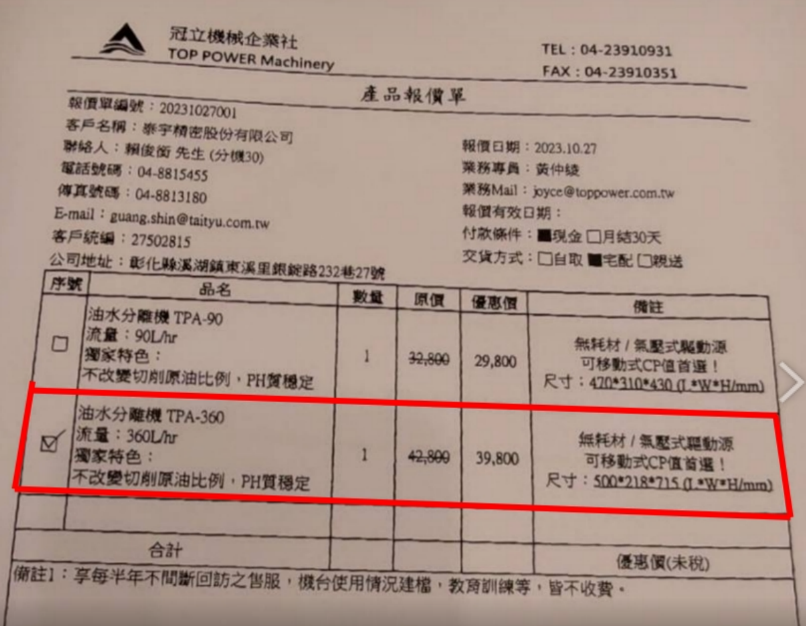 冠立機械企業社
TOP POWER Machinery
TEL：04-23910931
FAX：04-23910351
產品報價單
報價單編號：20231027001
客戶名稱：泰宇精密股份有限公司
聯絡人：賴俊銜 先生 (分機30)
電話號碼：04-8815455
傳真號碼：04-8813180
E-mail：guang.shin@taityu.com.tw
客戶統編：27502815
公司地址：彰化縣溪湖鎮東溪里銀錠路232巷27號
報價日期：2023.10.27
業務專員：黃仲綾
業務Mail：joyce@toppower.com.tw
報價有效日期：
付款條件：■現金 □月結30天
交貨方式：□自取 ■宅配 □親送
序號 品名 數量 原價 優惠價 備註
□
油水分離機 TPA-90
流量：90L/hr
獨家特色：
不改變切削原油比例，PH質穩定
1 32,800 29,800
無耗材 / 氣壓式驅動源
可移動式CP值首選！
尺寸：470*310*430 (L*W*H/mm)
☑
油水分離機 TPA-360
流量：360L/hr
獨家特色：
不改變切削原油比例，PH質穩定
1 42,800 39,800
無耗材 / 氣壓式驅動源
可移動式CP值首選！
尺寸：500*218*715 (L*W*H/mm)
合計 優惠價(未稅)
備註1：享每半年不間斷回訪之售服，機台使用情況建檔，教育訓練等，皆不收費。